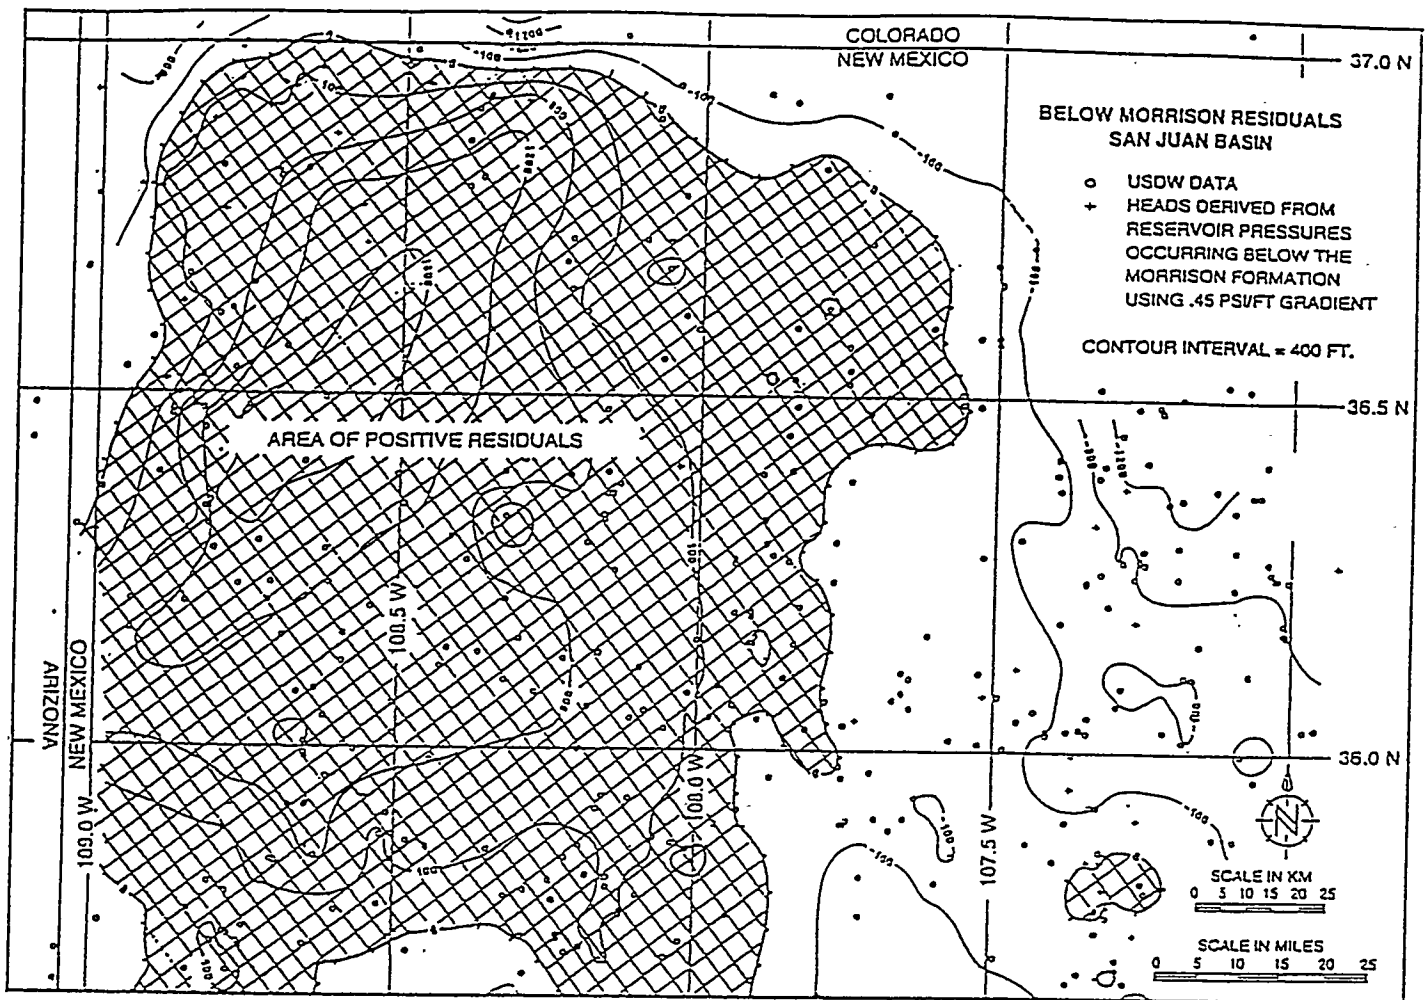 COLORADO
NEW MEXICO
37.0 N
BELOW MORRISON RESIDUALS
SAN JUAN BASIN
USDW DATA
HEADS DERIVED FROM
RESERVOIR PRESSURES
OCCURRING BELOW THE
MORRISON FORMATION
USING .45 PSI/FT GRADIENT
CONTOUR INTERVAL = 400 FT.
36.5 N
AREA OF POSITIVE RESIDUALS
ARIZONA
NEW MEXICO
109.0 W
108.5 W
108.0 W
107.5 W
36.0 N
N
SCALE IN KM
0 5 10 15 20 25
SCALE IN MILES
0 5 10 15 20 25